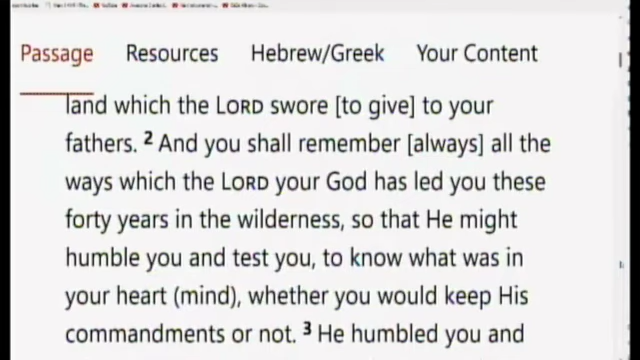 Passage Resources Hebrew/Greek Your Content
land which the LORD swore [to give] to your
fathers. 2 And you shall remember [always] all the
ways which the LORD your God has led you these
forty years in the wilderness, so that He might
humble you and test you, to know what was in
your heart (mind), whether you would keep His
commandments or not. 3 He humbled you and